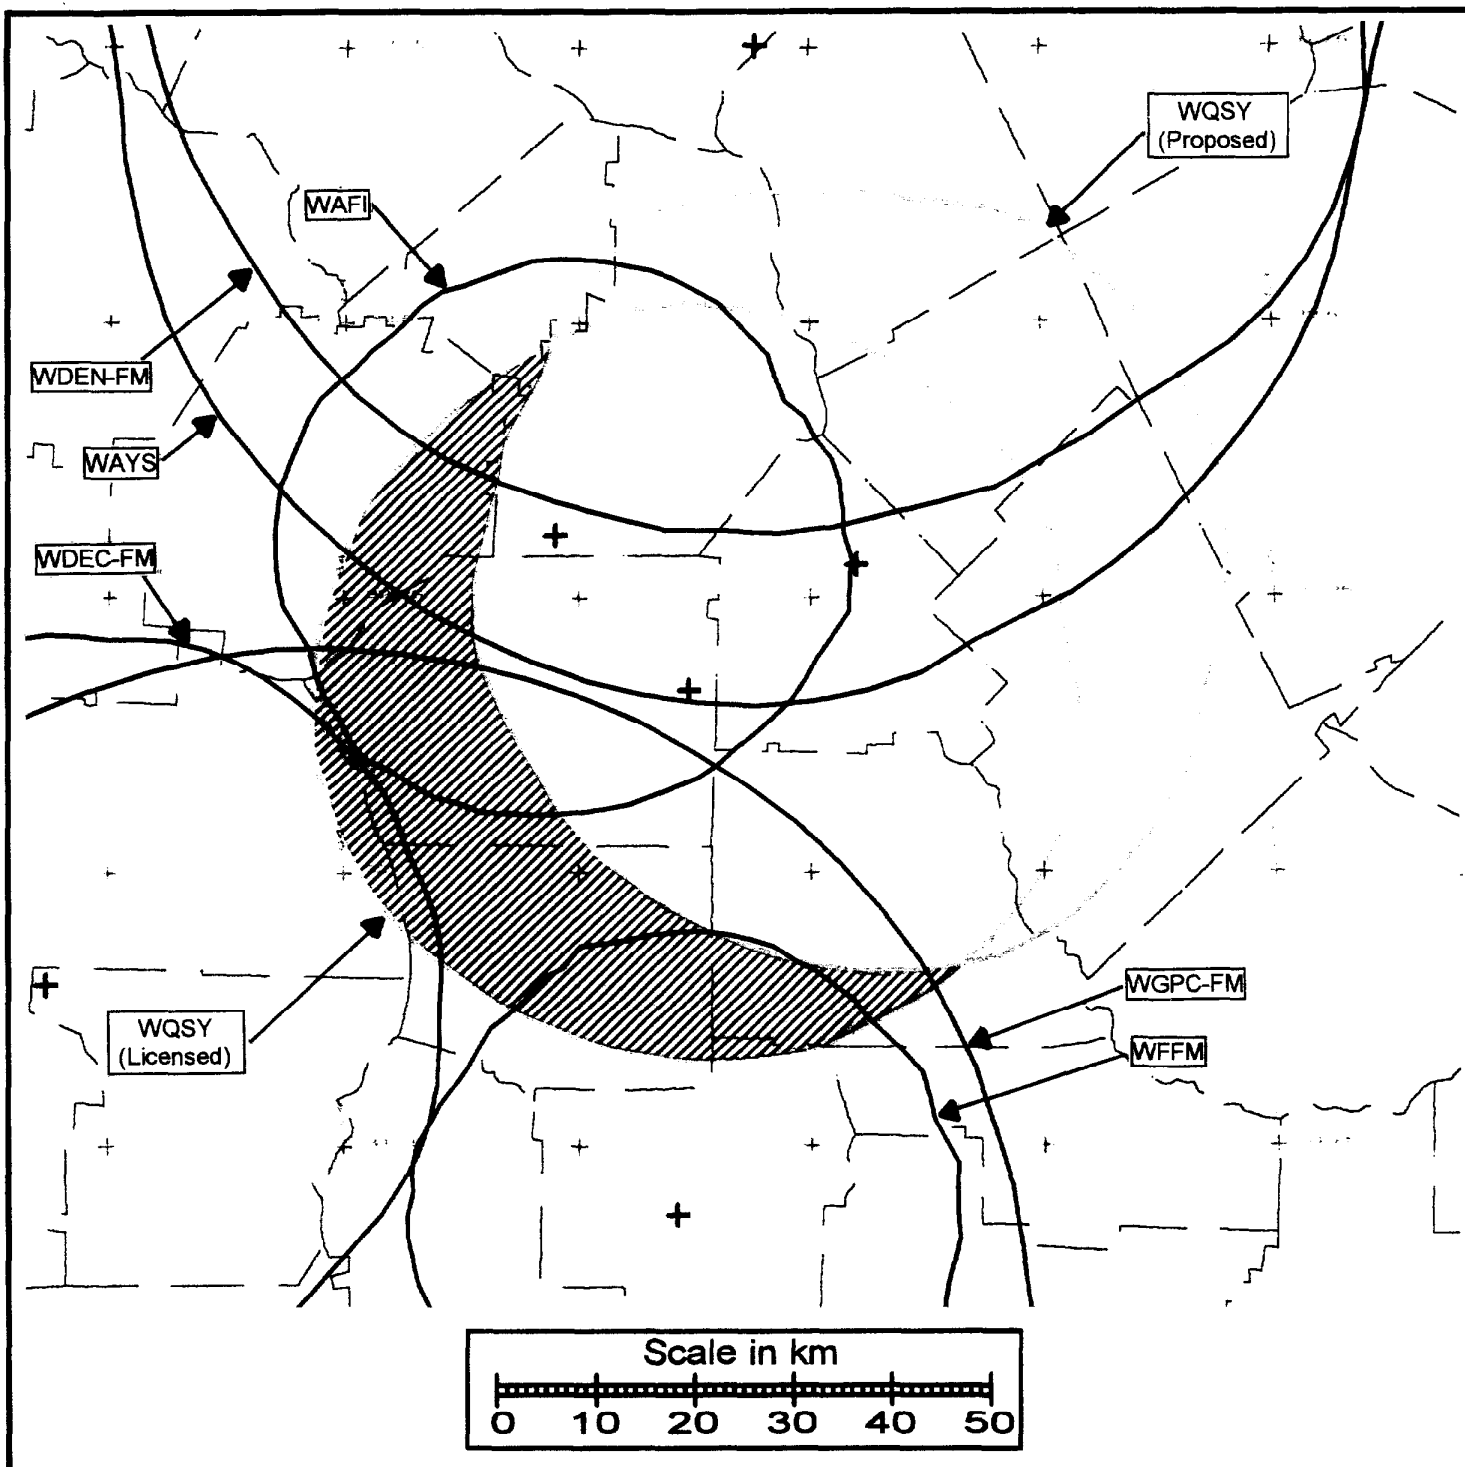 WQSY
(Proposed)
WAFI
WDEN-FM
WAYS
WDEC-FM
WGPC-FM
WQSY
(Licensed)
WFFM
Scale in km
0 10 20 30 40 50